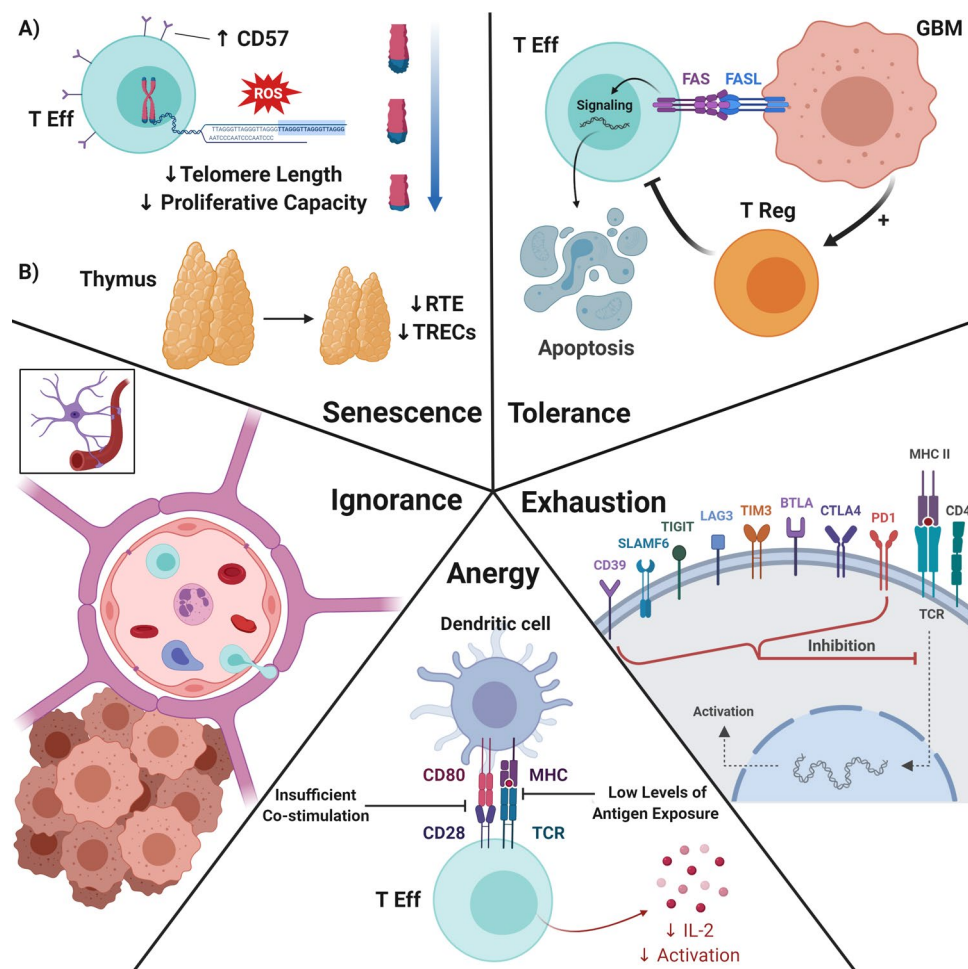 A)
↑ CD57
T Eff
ROS
TTAGGGTTAGGGTTAGGGTTAGGGTTAGGGTTAGGG
AATCCCAATCCCAATCCC
↓Telomere Length
↓ Proliferative Capacity
B)
Thymus
↓RTE
↓TRECs
Senescence
GBM
T Eff
FAS
FASL
Signaling
T Reg
+
Apoptosis
Tolerance
Ignorance
Exhaustion
MHC II
BTLA
CTLA4
CD4
TIM3
PD1
LAG3
TIGIT
SLAMF6
CD39
TCR
Inhibition
Activation
Anergy
Dendritic cell
CD80
MHC
Insufficient
Co-stimulation
Low Levels of
Antigen Exposure
CD28
TCR
T Eff
↓ IL-2
↓ Activation